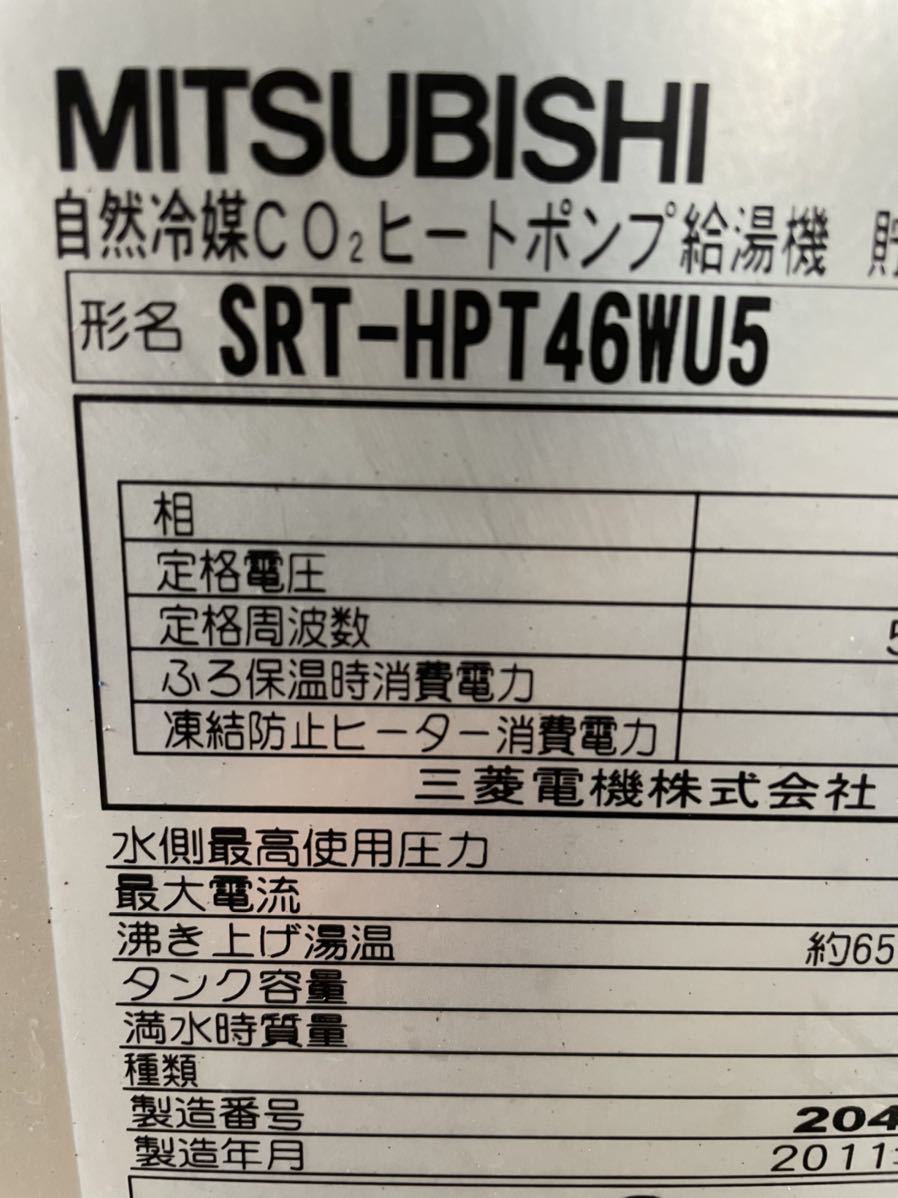 MITSUBISHI
自然冷媒CO₂ヒートポンプ給湯機 貯
形名 SRT-HPT46WU5
相
定格電圧
定格周波数 5
ふろ保温時消費電力
凍結防止ヒーター消費電力
三菱電機株式会社
水側最高使用圧力
最大電流
沸き上げ湯温 約65
タンク容量
満水時質量
種類
製造番号 204
製造年月 2011